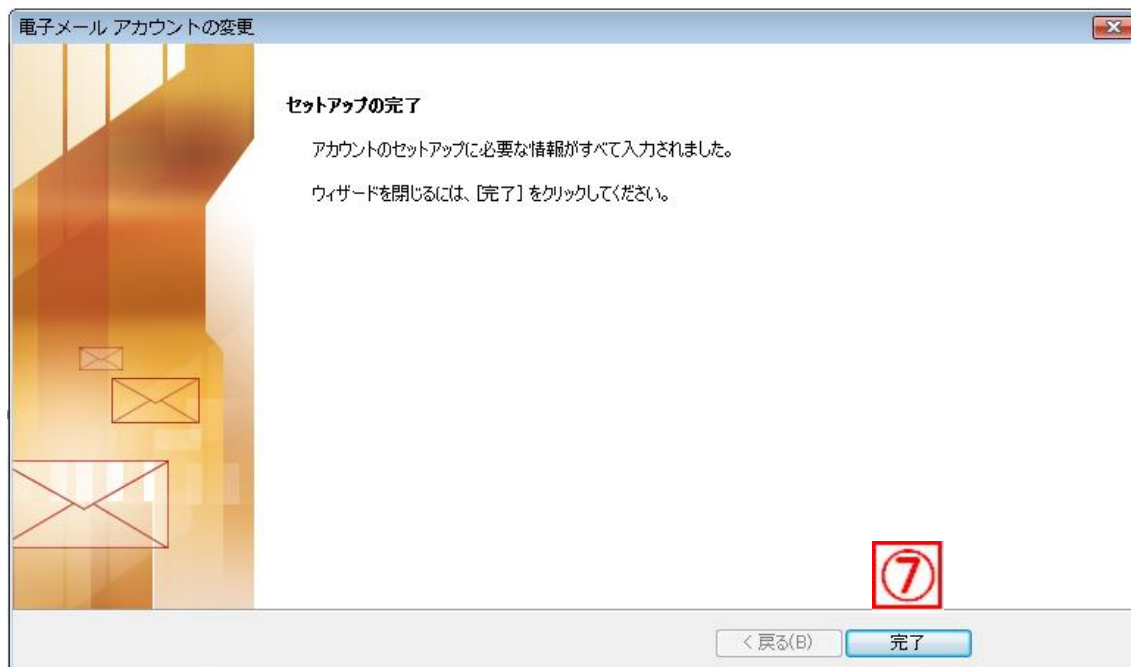 電子メール アカウントの変更
セットアップの完了
アカウントのセットアップに必要な情報がすべて入力されました。
ウィザードを閉じるには、[完了] をクリックしてください。
⑦
< 戻る(B)
完了